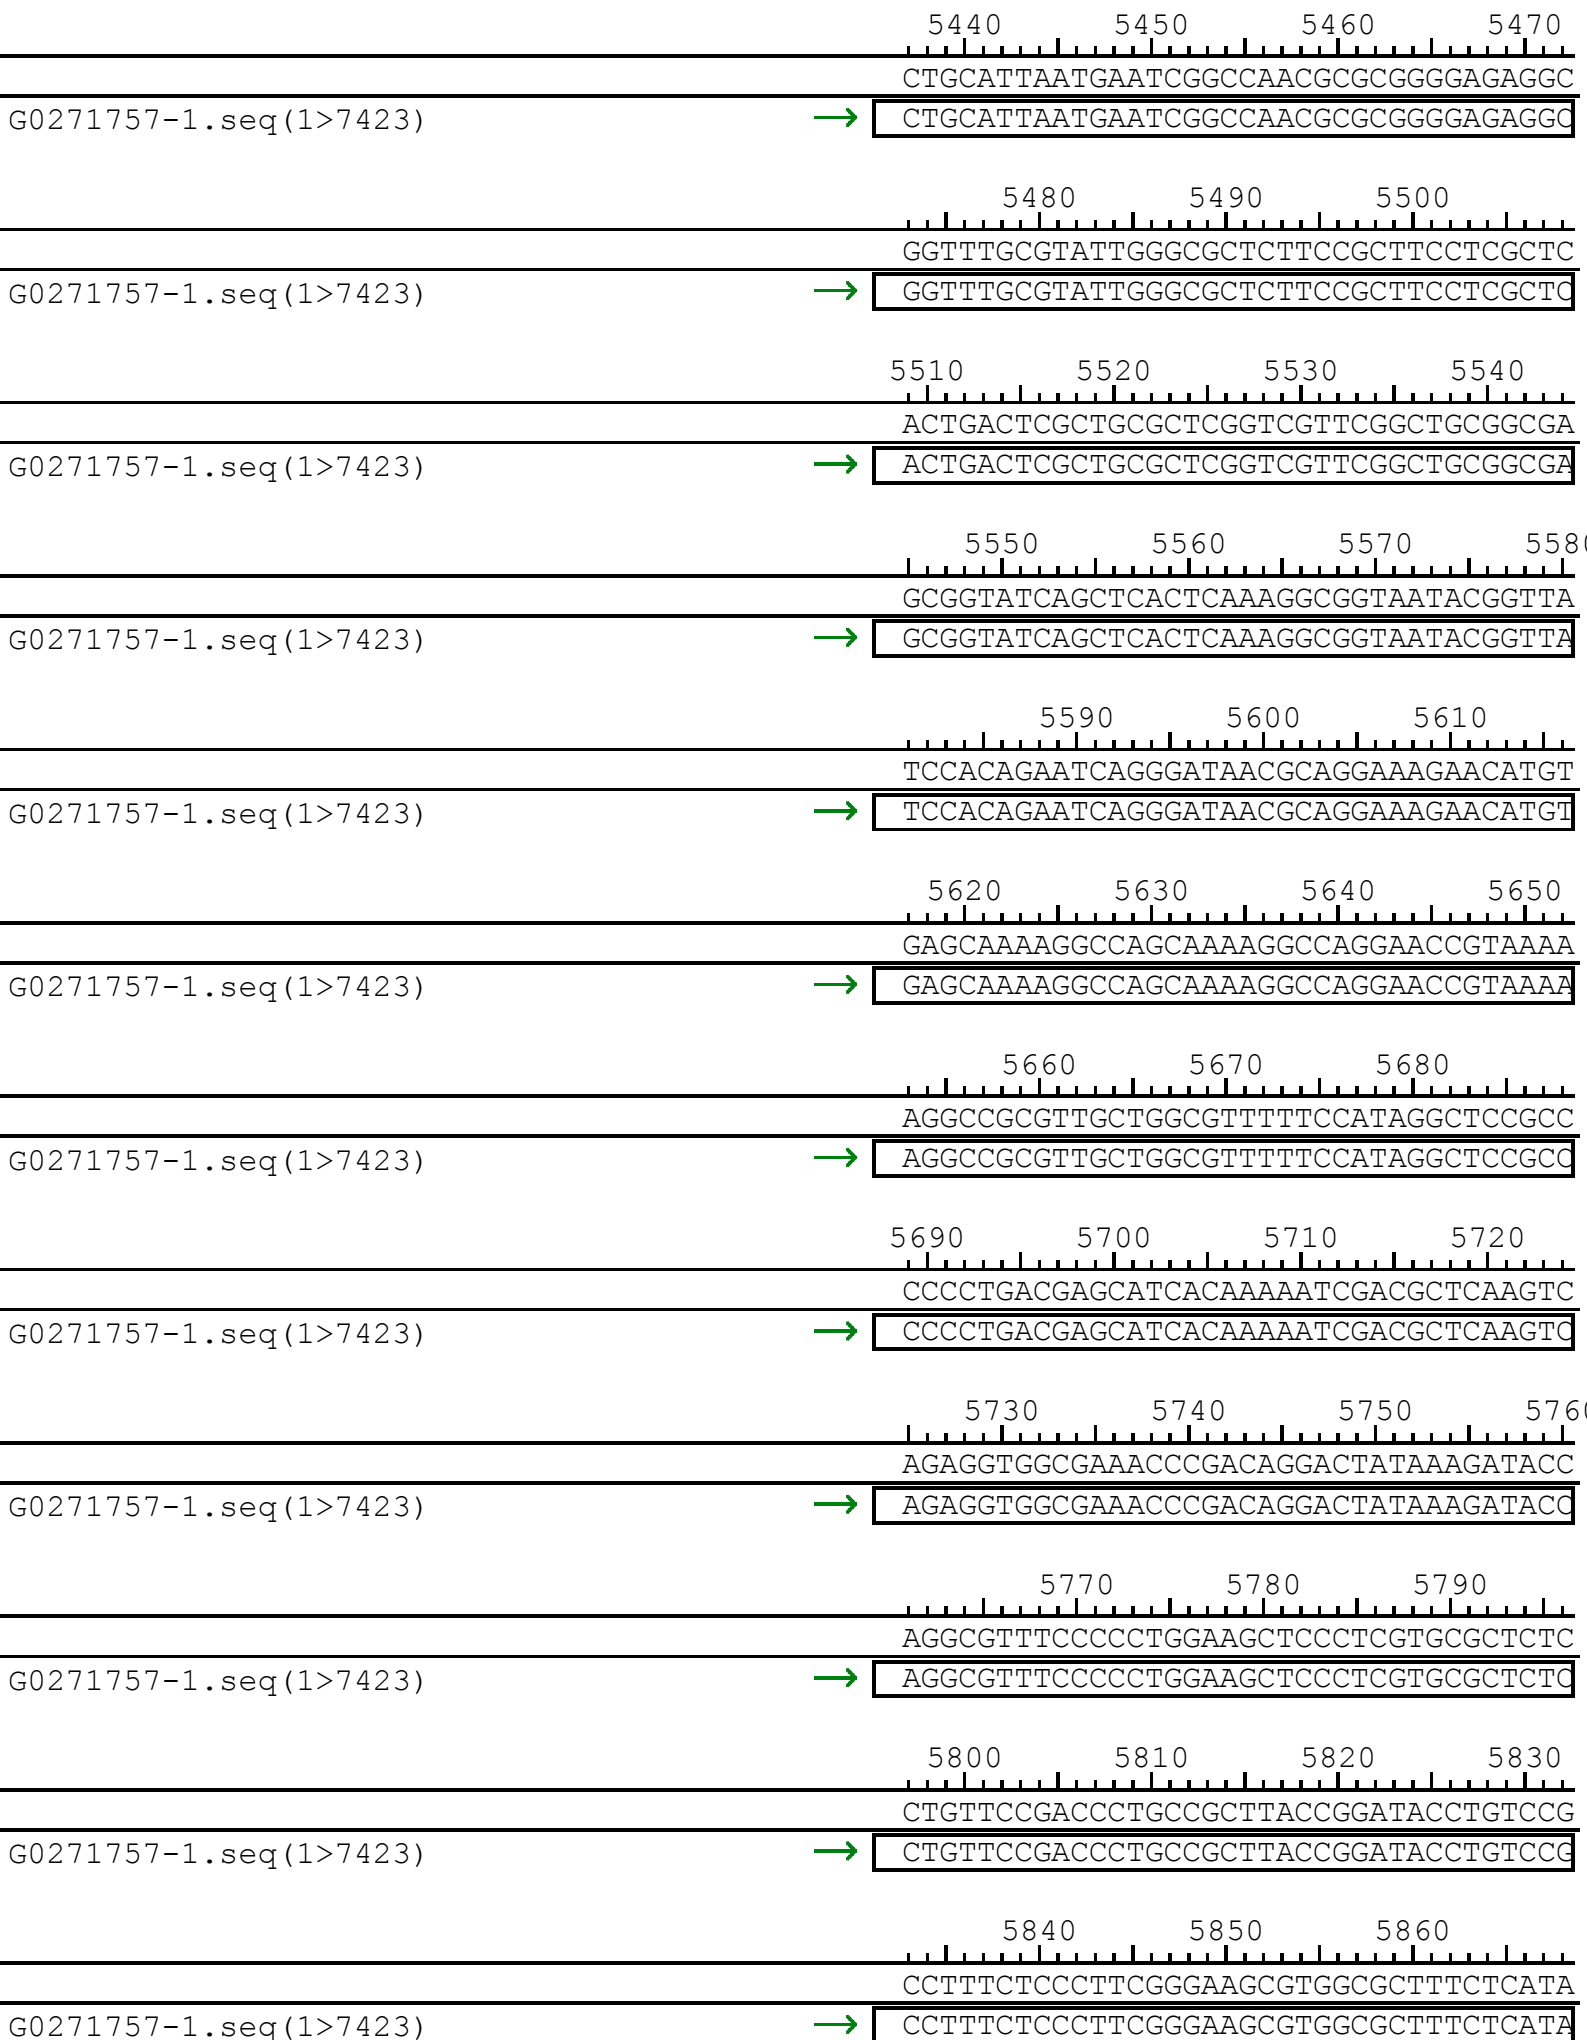 5440 5450 5460 5470
CTGCATTAATGAATCGGCCAACGCGCGGGGAGAGGC
G0271757-1.seq(1>7423) → CTGCATTAATGAATCGGCCAACGCGCGGGGAGAGGC
5480 5490 5500
GGTTTGCGTATTGGGCGCTCTTCCGCTTCCTCGCTC
G0271757-1.seq(1>7423) → GGTTTGCGTATTGGGCGCTCTTCCGCTTCCTCGCTC
5510 5520 5530 5540
ACTGACTCGCTGCGCTCGGTCGTTCGGCTGCGGCGA
G0271757-1.seq(1>7423) → ACTGACTCGCTGCGCTCGGTCGTTCGGCTGCGGCGA
5550 5560 5570 5580
GCGGTATCAGCTCACTCAAAGGCGGTAATACGGTTA
G0271757-1.seq(1>7423) → GCGGTATCAGCTCACTCAAAGGCGGTAATACGGTTA
5590 5600 5610
TCCACAGAATCAGGGATAACGCAGGAAAGAACATGT
G0271757-1.seq(1>7423) → TCCACAGAATCAGGGATAACGCAGGAAAGAACATGT
5620 5630 5640 5650
GAGCAAAAGGCCAGCAAAAGGCCAGGAACCGTAAAA
G0271757-1.seq(1>7423) → GAGCAAAAGGCCAGCAAAAGGCCAGGAACCGTAAAA
5660 5670 5680
AGGCCGCGTTGCTGGCGTTTTTCCATAGGCTCCGCC
G0271757-1.seq(1>7423) → AGGCCGCGTTGCTGGCGTTTTTCCATAGGCTCCGCC
5690 5700 5710 5720
CCCCTGACGAGCATCACAAAAATCGACGCTCAAGTC
G0271757-1.seq(1>7423) → CCCCTGACGAGCATCACAAAAATCGACGCTCAAGTC
5730 5740 5750 5760
AGAGGTGGCGAAACCCGACAGGACTATAAAGATACC
G0271757-1.seq(1>7423) → AGAGGTGGCGAAACCCGACAGGACTATAAAGATACC
5770 5780 5790
AGGCGTTTCCCCCTGGAAGCTCCCTCGTGCGCTCTC
G0271757-1.seq(1>7423) → AGGCGTTTCCCCCTGGAAGCTCCCTCGTGCGCTCTC
5800 5810 5820 5830
CTGTTCCGACCCTGCCGCTTACCGGATACCTGTCCG
G0271757-1.seq(1>7423) → CTGTTCCGACCCTGCCGCTTACCGGATACCTGTCCG
5840 5850 5860
CCTTTCTCCCTTCGGGAAGCGTGGCGCTTTCTCATA
G0271757-1.seq(1>7423) → CCTTTCTCCCTTCGGGAAGCGTGGCGCTTTCTCATA